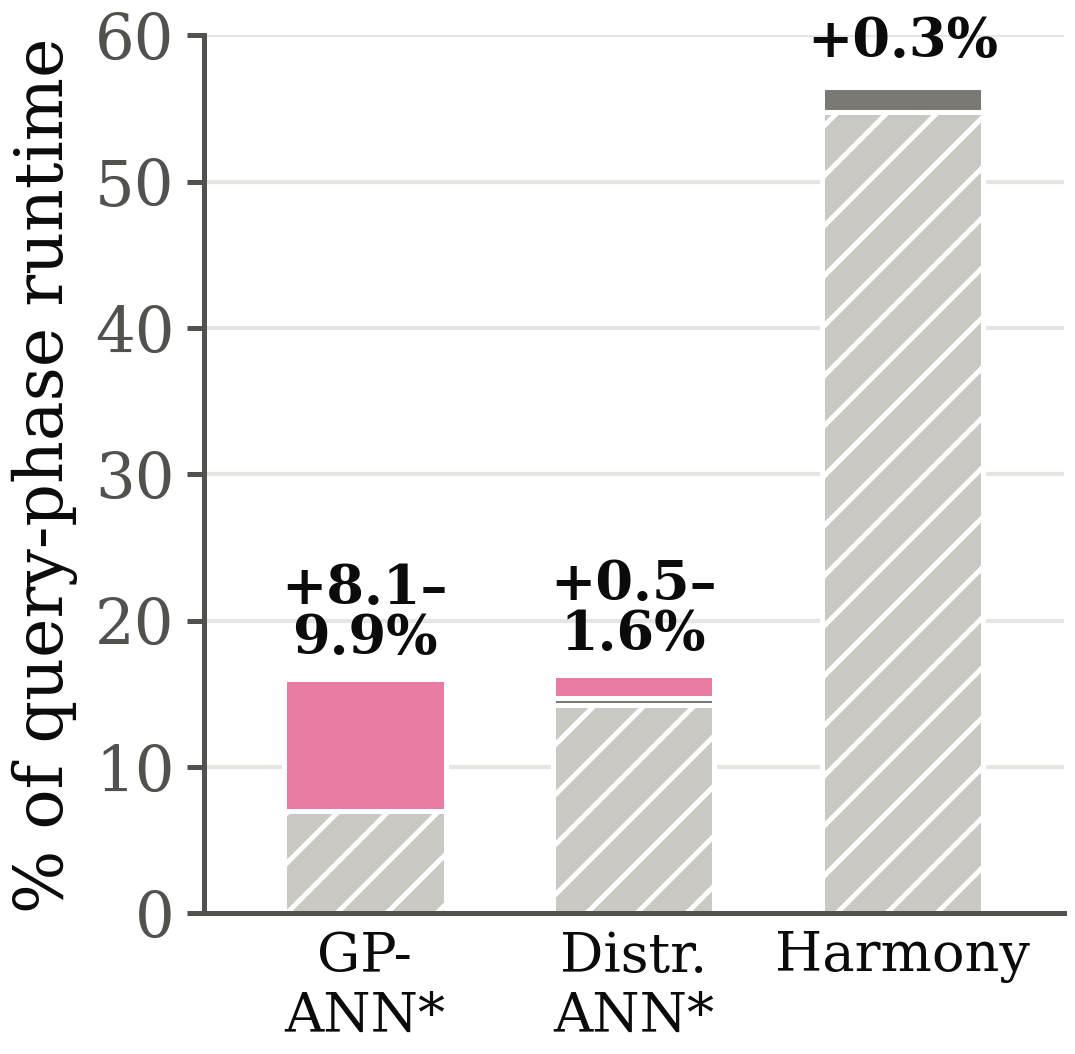 % of query-phase runtime
60
50
40
30
20
10
0
+8.1–
9.9%
+0.5–
1.6%
+0.3%
GP-
ANN*
Distr.
ANN*
Harmony